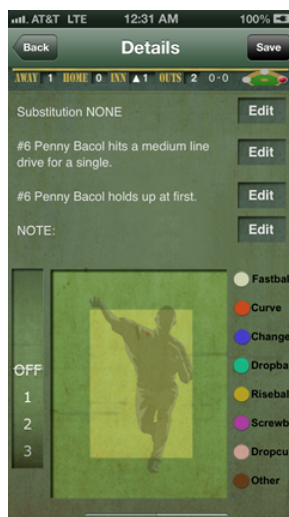 AT&T LTE 12:31 AM 100%
Back Details Save
AWAY 1 HOME 0 INN ▲1 OUTS 2 0-0
Substitution NONE Edit
#6 Penny Bacol hits a medium line
drive for a single. Edit
#6 Penny Bacol holds up at first. Edit
NOTE: Edit
Fastbal
Curve
Change
Dropba
Riseball
Screwb
Dropcu
Other
OFF
1
2
3